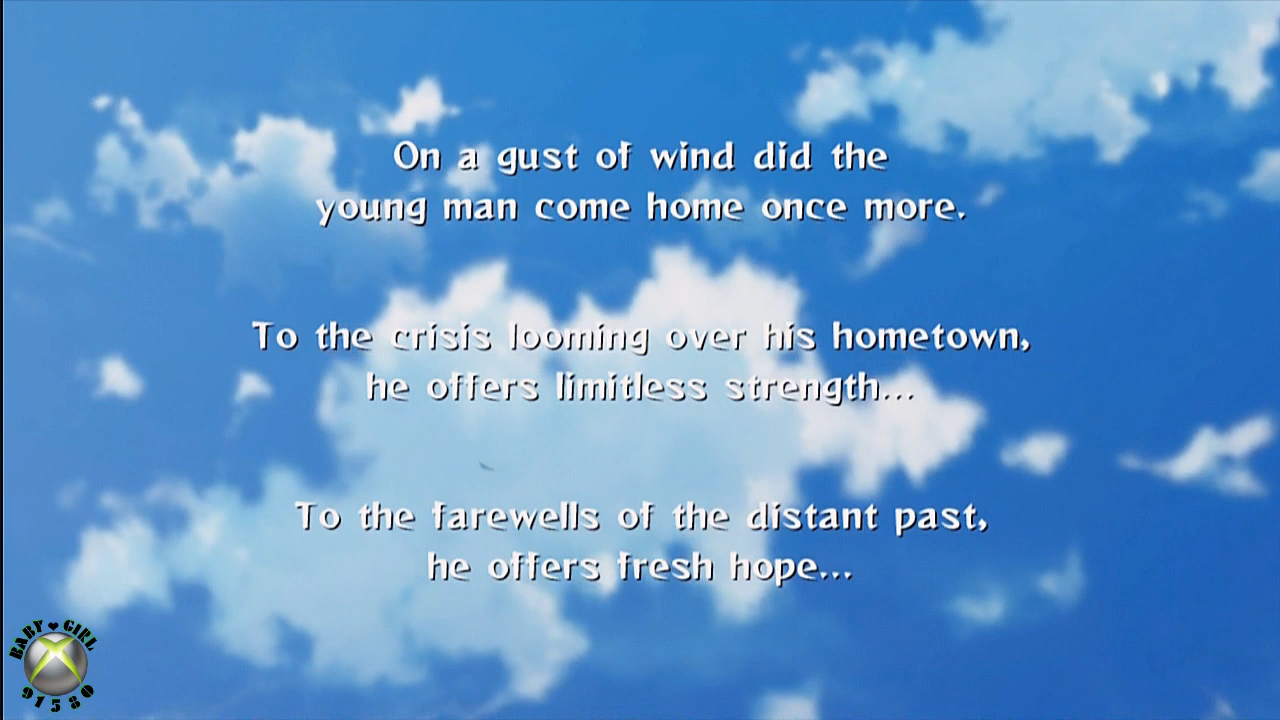 On a gust of wind did the
young man come home once more.
To the crisis looming over his hometown,
he offers limitless strength...
To the farewells of the distant past,
he offers fresh hope...
BABY♥GIRL
91580